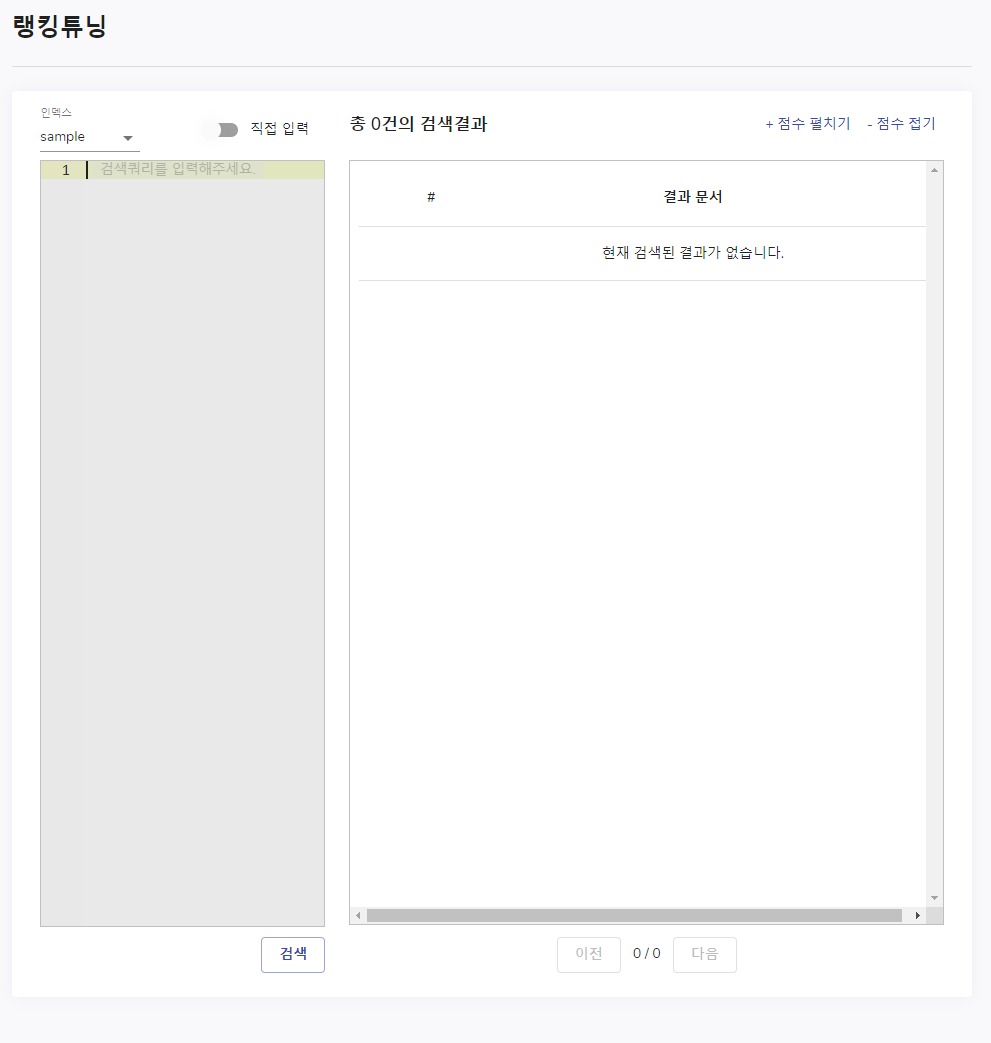 랭킹튜닝
인덱스
sample
직접 입력
총 0건의 검색결과
+ 점수 펼치기
- 점수 접기
1
검색쿼리를 입력해주세요.
#
결과 문서
현재 검색된 결과가 없습니다.
검색
이전
0 / 0
다음